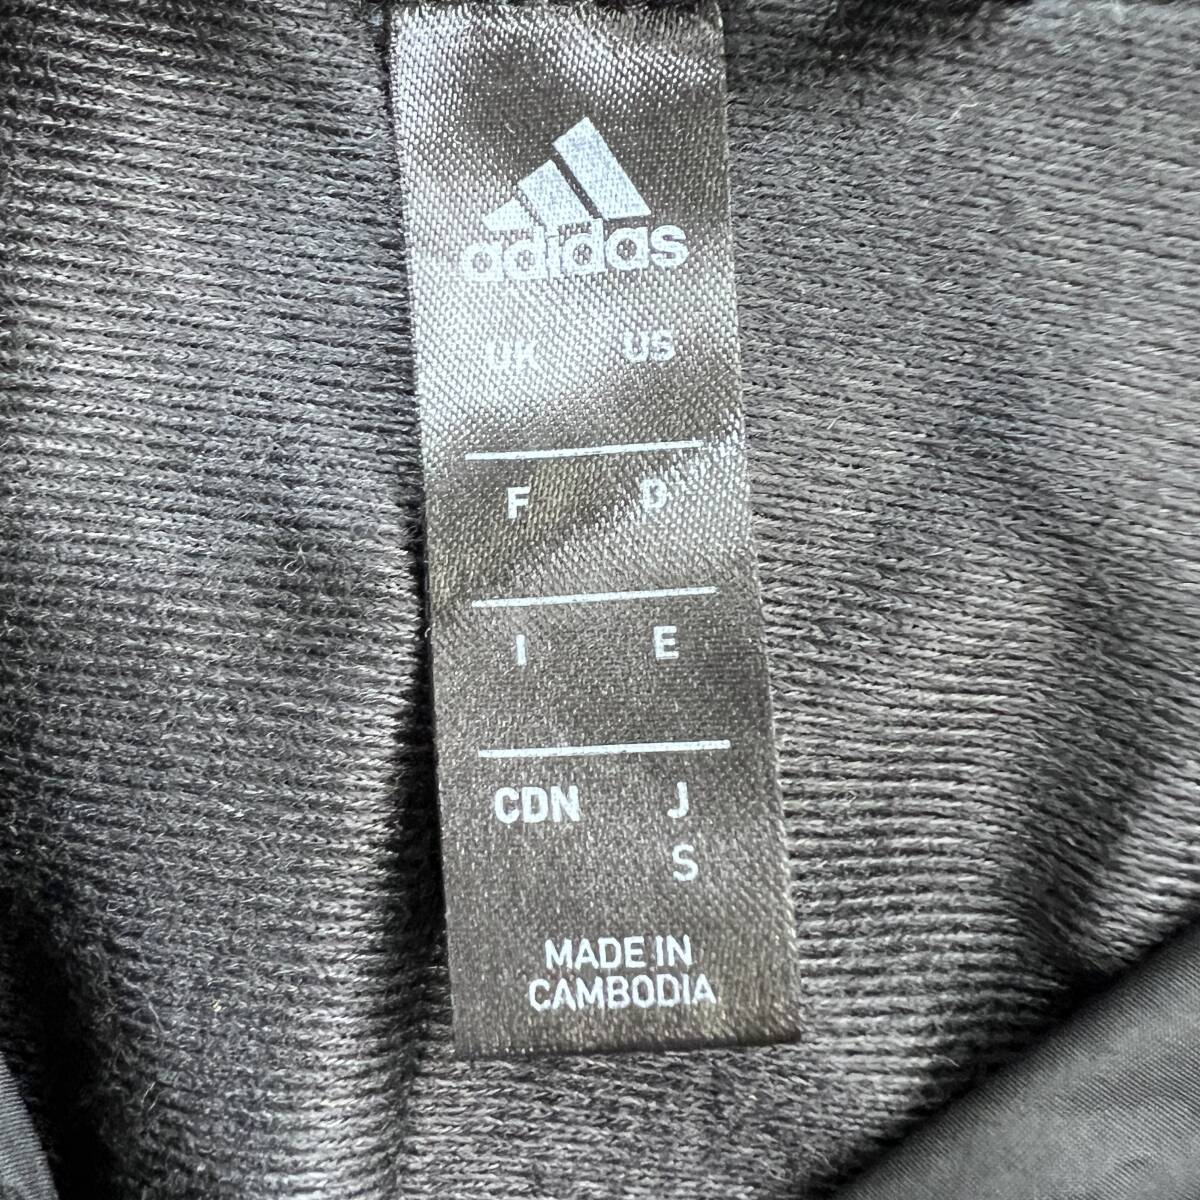 adidas
UK US
F D
I E
CDN J
S
MADE IN
CAMBODIA